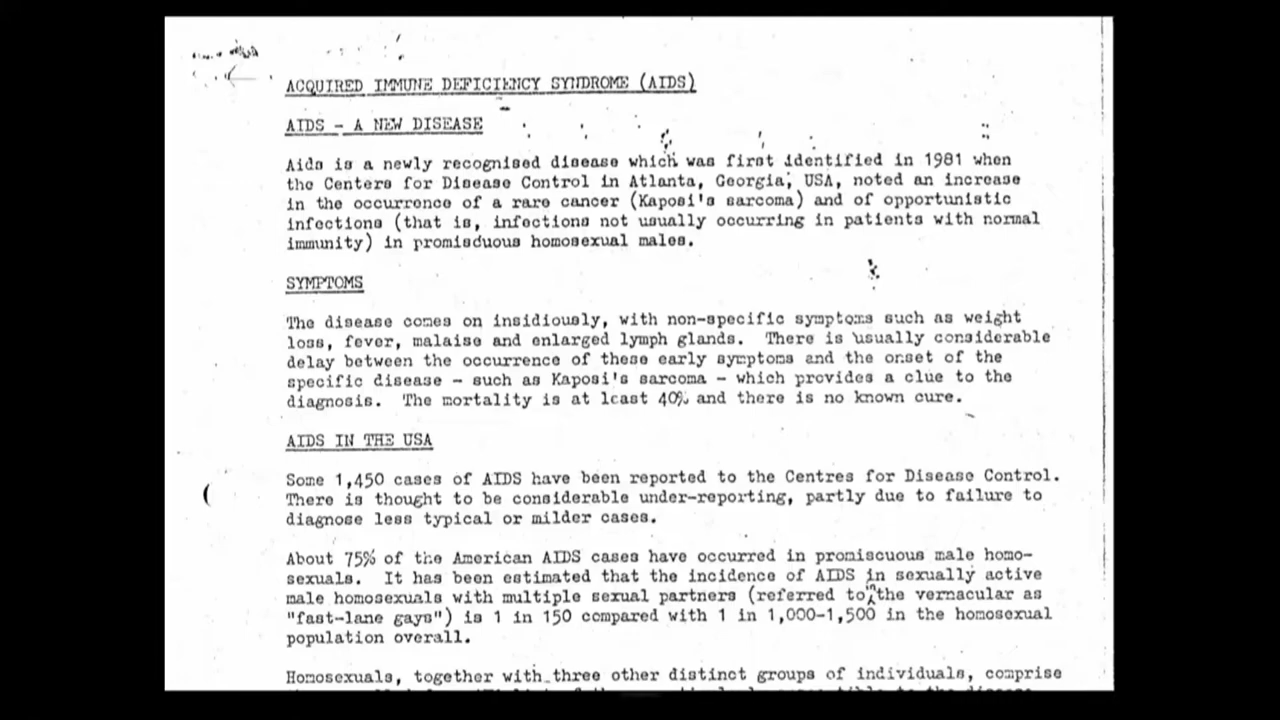 ACQUIRED IMMUNE DEFICIENCY SYNDROME (AIDS)
AIDS - A NEW DISEASE
Aids is a newly recognised disease which was first identified in 1981 when
the Centers for Disease Control in Atlanta, Georgia, USA, noted an increase
in the occurrence of a rare cancer (Kaposi's sarcoma) and of opportunistic
infections (that is, infections not usually occurring in patients with normal
immunity) in promiscuous homosexual males.
SYMPTOMS
The disease comes on insidiously, with non-specific symptoms such as weight
loss, fever, malaise and enlarged lymph glands. There is usually considerable
delay between the occurrence of these early symptoms and the onset of the
specific disease - such as Kaposi's sarcoma - which provides a clue to the
diagnosis. The mortality is at least 40% and there is no known cure.
AIDS IN THE USA
Some 1,450 cases of AIDS have been reported to the Centres for Disease Control.
There is thought to be considerable under-reporting, partly due to failure to
diagnose less typical or milder cases.
About 75% of the American AIDS cases have occurred in promiscuous male homo-
sexuals. It has been estimated that the incidence of AIDS in sexually active
male homosexuals with multiple sexual partners (referred to in the vernacular as
"fast-lane gays") is 1 in 150 compared with 1 in 1,000-1,500 in the homosexual
population overall.
Homosexuals, together with three other distinct groups of individuals, comprise